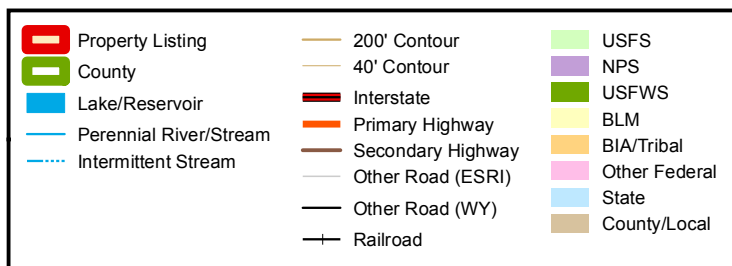 Property Listing
County
Lake/Reservoir
Perennial River/Stream
Intermittent Stream
200' Contour
40' Contour
Interstate
Primary Highway
Secondary Highway
Other Road (ESRI)
Other Road (WY)
Railroad
USFS
NPS
USFWS
BLM
BIA/Tribal
Other Federal
State
County/Local